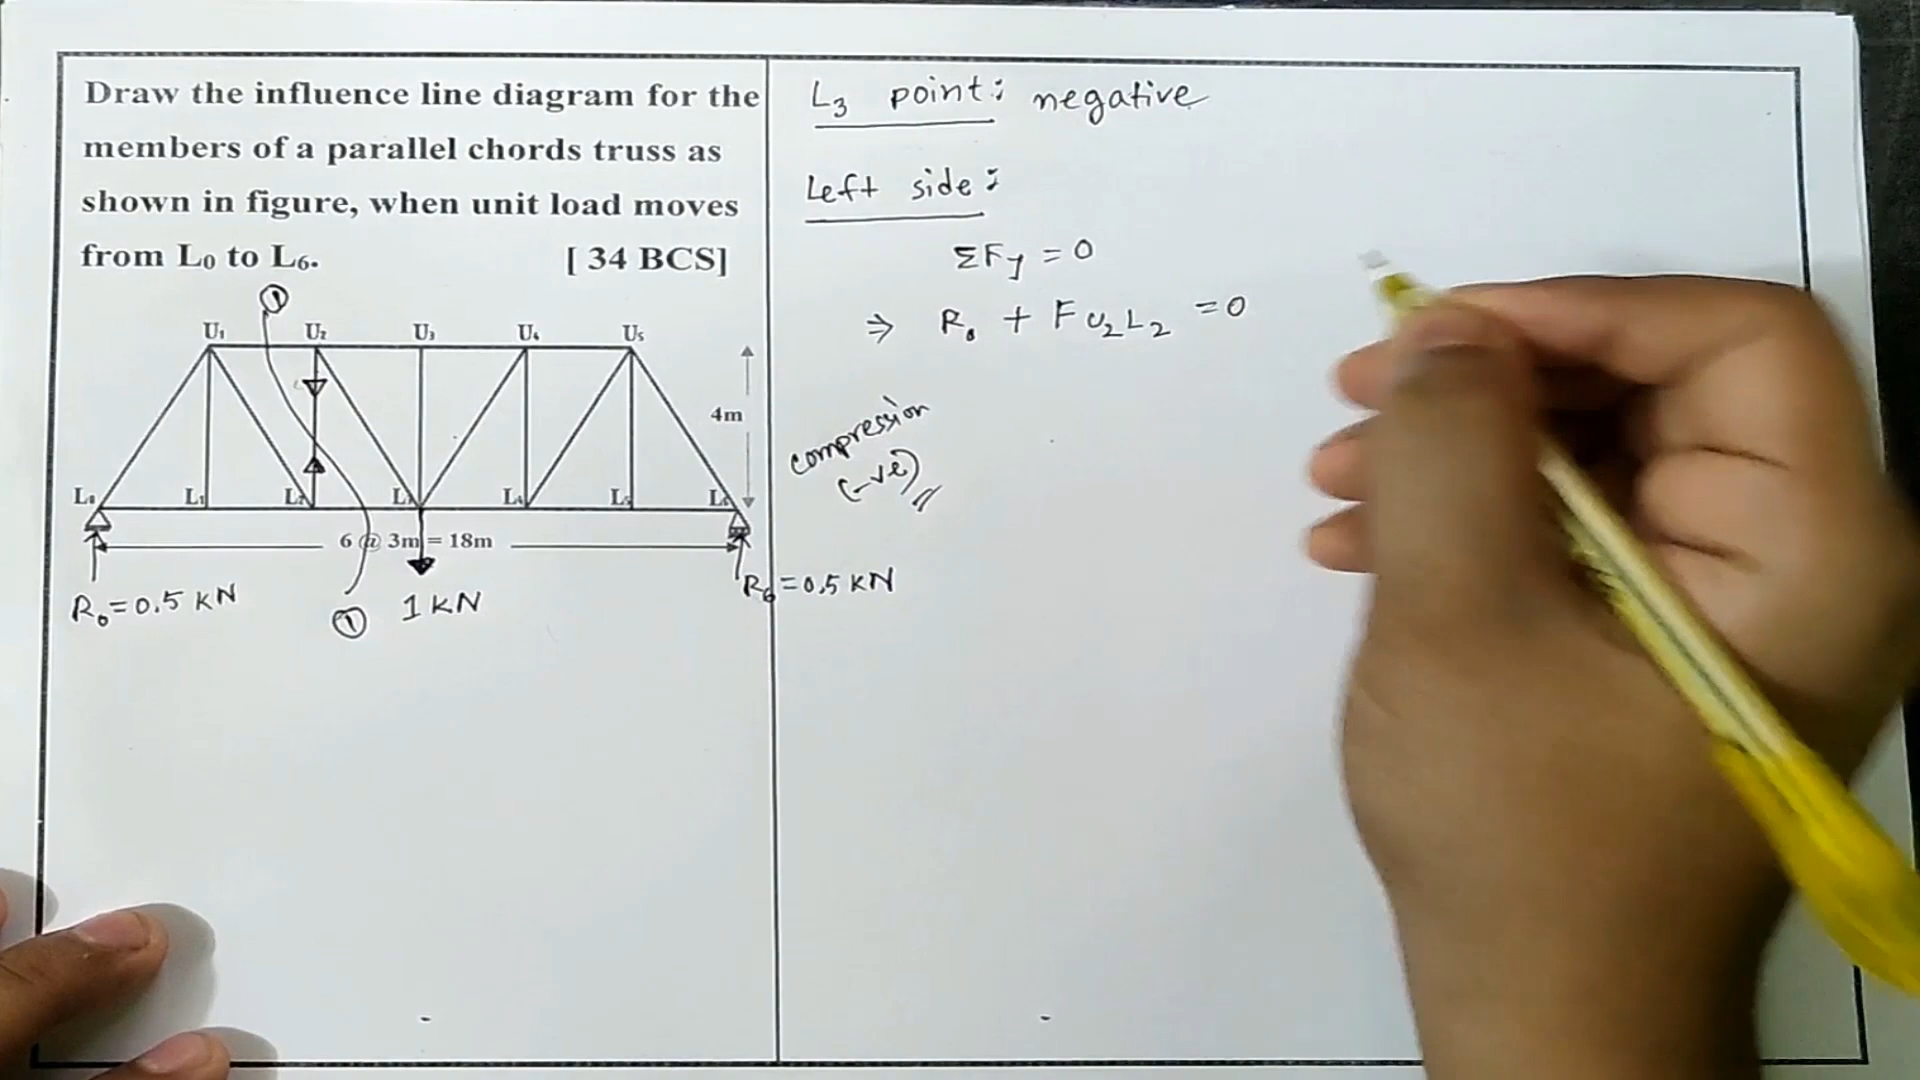 Draw the influence line diagram for the
members of a parallel chords truss as
shown in figure, when unit load moves
from L₀ to L₆. [ 34 BCS]
①
U₁ U₂ U₃ U₄ U₅
4m
L₀ L₁ L₂ L₃ L₄ L₅ L₆
6 @ 3m = 18m
R₀=0.5 KN
① 1 KN
R₆=0.5 KN
L₃ point: negative
Left side:
ΣFy = 0
⇒ R₀ + F U₂L₂ =0
compression
(-ve)